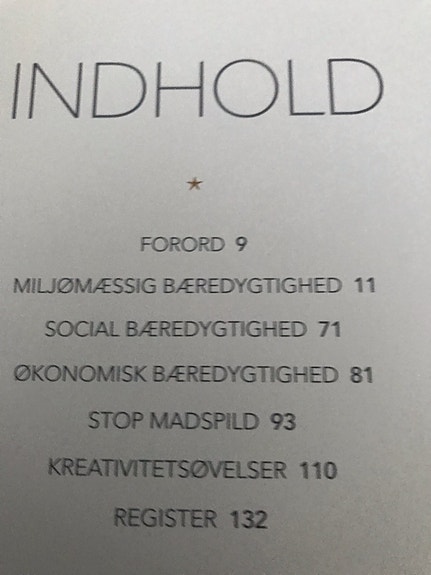 INDHOLD
FORORD 9
MILJØMÆSSIG BÆREDYGTIGHED 11
SOCIAL BÆREDYGTIGHED 71
ØKONOMISK BÆREDYGTIGHED 81
STOP MADSPILD 93
KREATIVITETSØVELSER 110
REGISTER 132